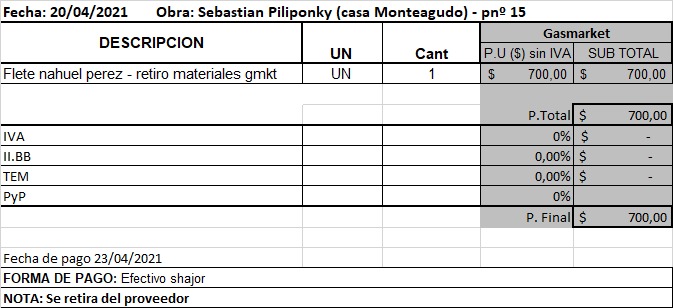 Fecha: 20/04/2021 Obra: Sebastian Piliponky (casa Monteagudo) - pnº 15
Gasmarket
DESCRIPCION UN Cant P.U ($) sin IVA SUB TOTAL
Flete nahuel perez - retiro materiales gmkt UN 1 $ 700,00 $ 700,00
P.Total $ 700,00
IVA 0% $ -
II.BB 0,00% $ -
TEM 0,00% $ -
PyP 0%
P. Final $ 700,00
Fecha de pago 23/04/2021
FORMA DE PAGO: Efectivo shajor
NOTA: Se retira del proveedor